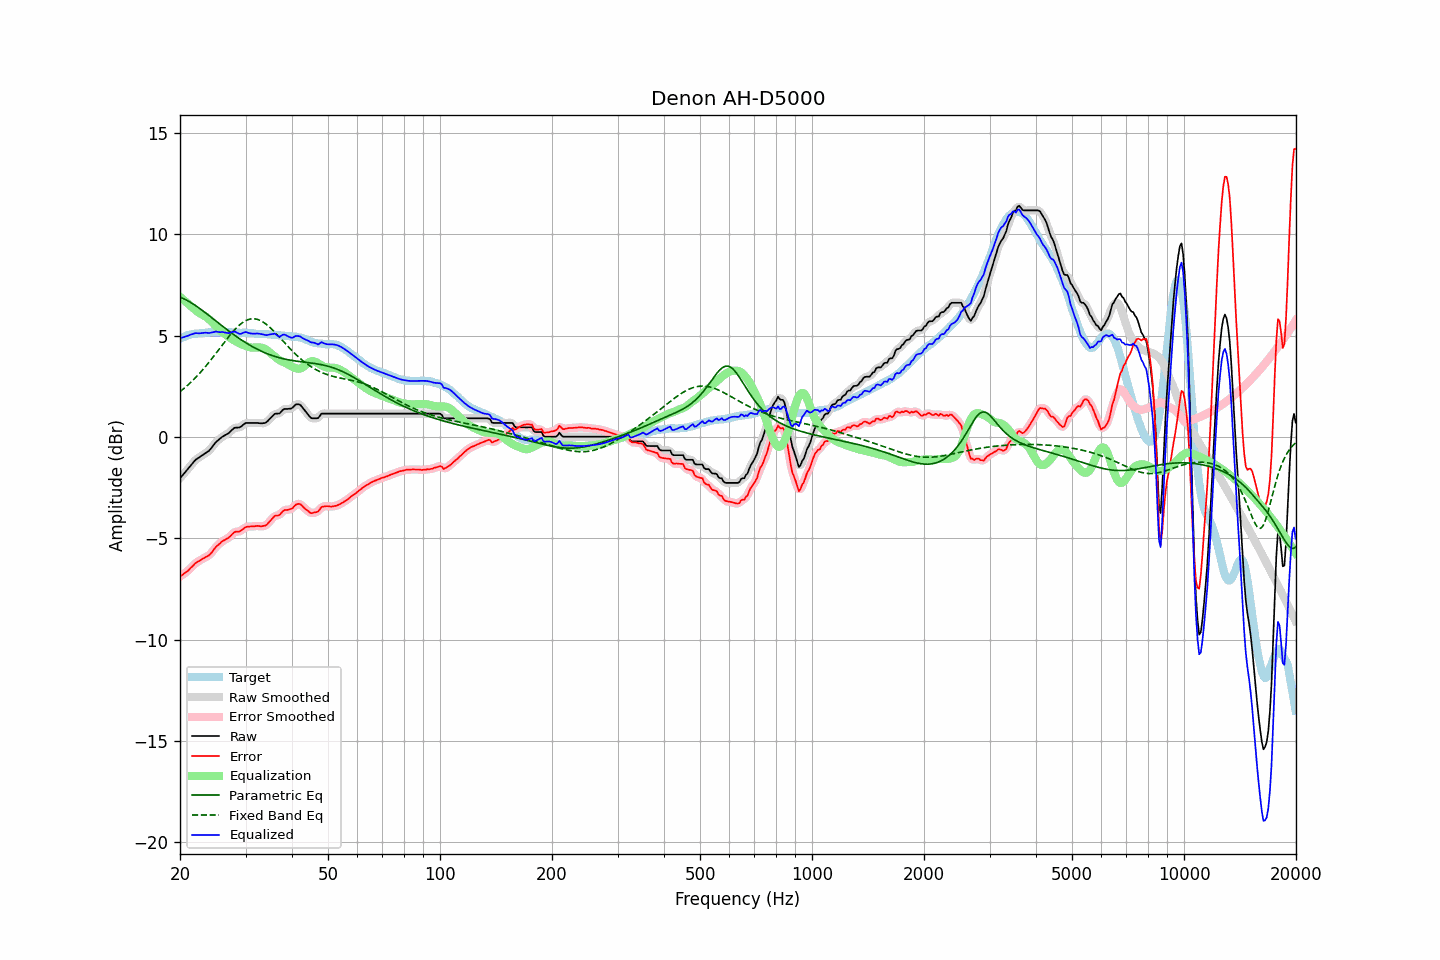 Denon AH-D5000
Amplitude (dBr)
15
10
5
0
−5
−10
−15
−20
Target
Raw Smoothed
Error Smoothed
Raw
Error
Equalization
Parametric Eq
Fixed Band Eq
Equalized
20 50 100 200 500 1000 2000 5000 10000 20000
Frequency (Hz)